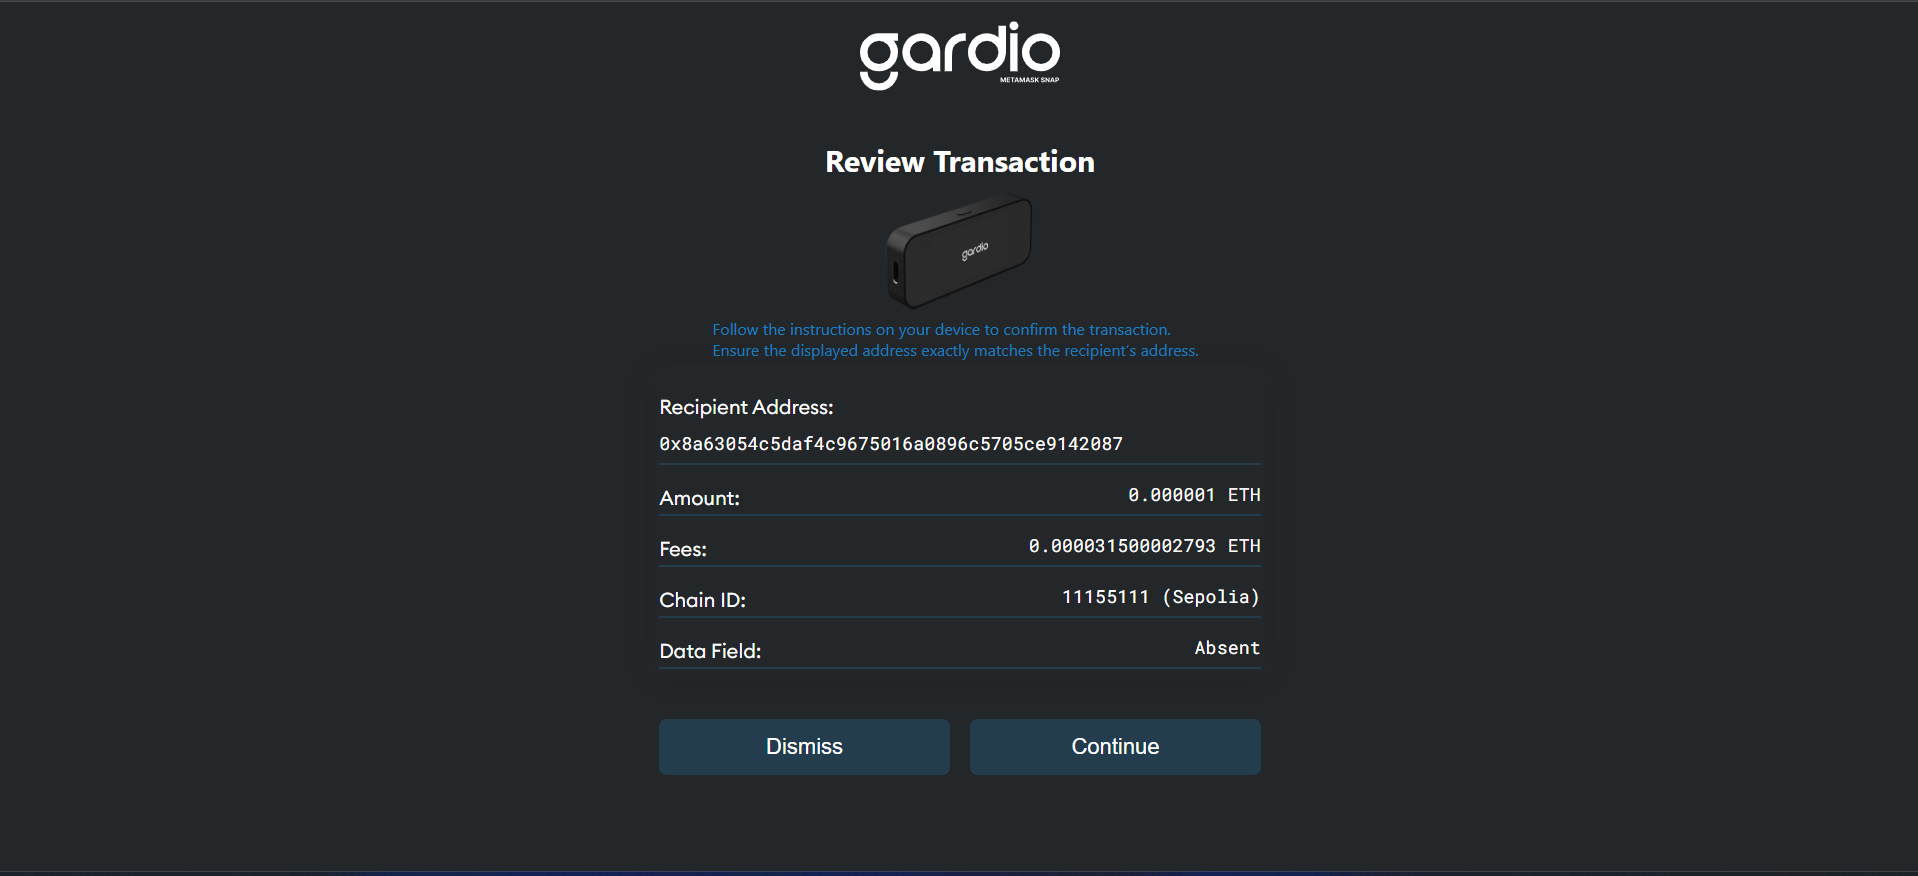 gardio
METAMASK SNAP
Review Transaction
gardio
Follow the instructions on your device to confirm the transaction.
Ensure the displayed address exactly matches the recipient's address.
Recipient Address:
0x8a63054c5daf4c9675016a0896c5705ce9142087
Amount: 0.000001 ETH
Fees: 0.000031500002793 ETH
Chain ID: 11155111 (Sepolia)
Data Field: Absent
Dismiss Continue